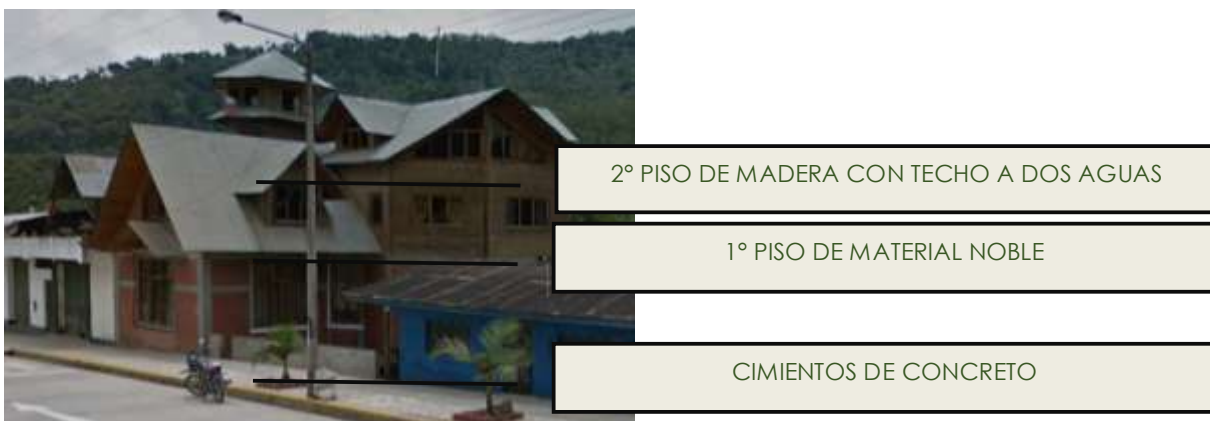 2° PISO DE MADERA CON TECHO A DOS AGUAS
1° PISO DE MATERIAL NOBLE
CIMIENTOS DE CONCRETO